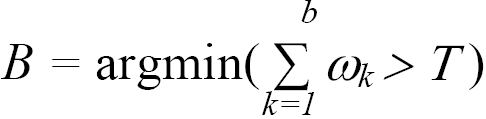 B = argmin(∑_{k=1}^{b} ω_k > T)